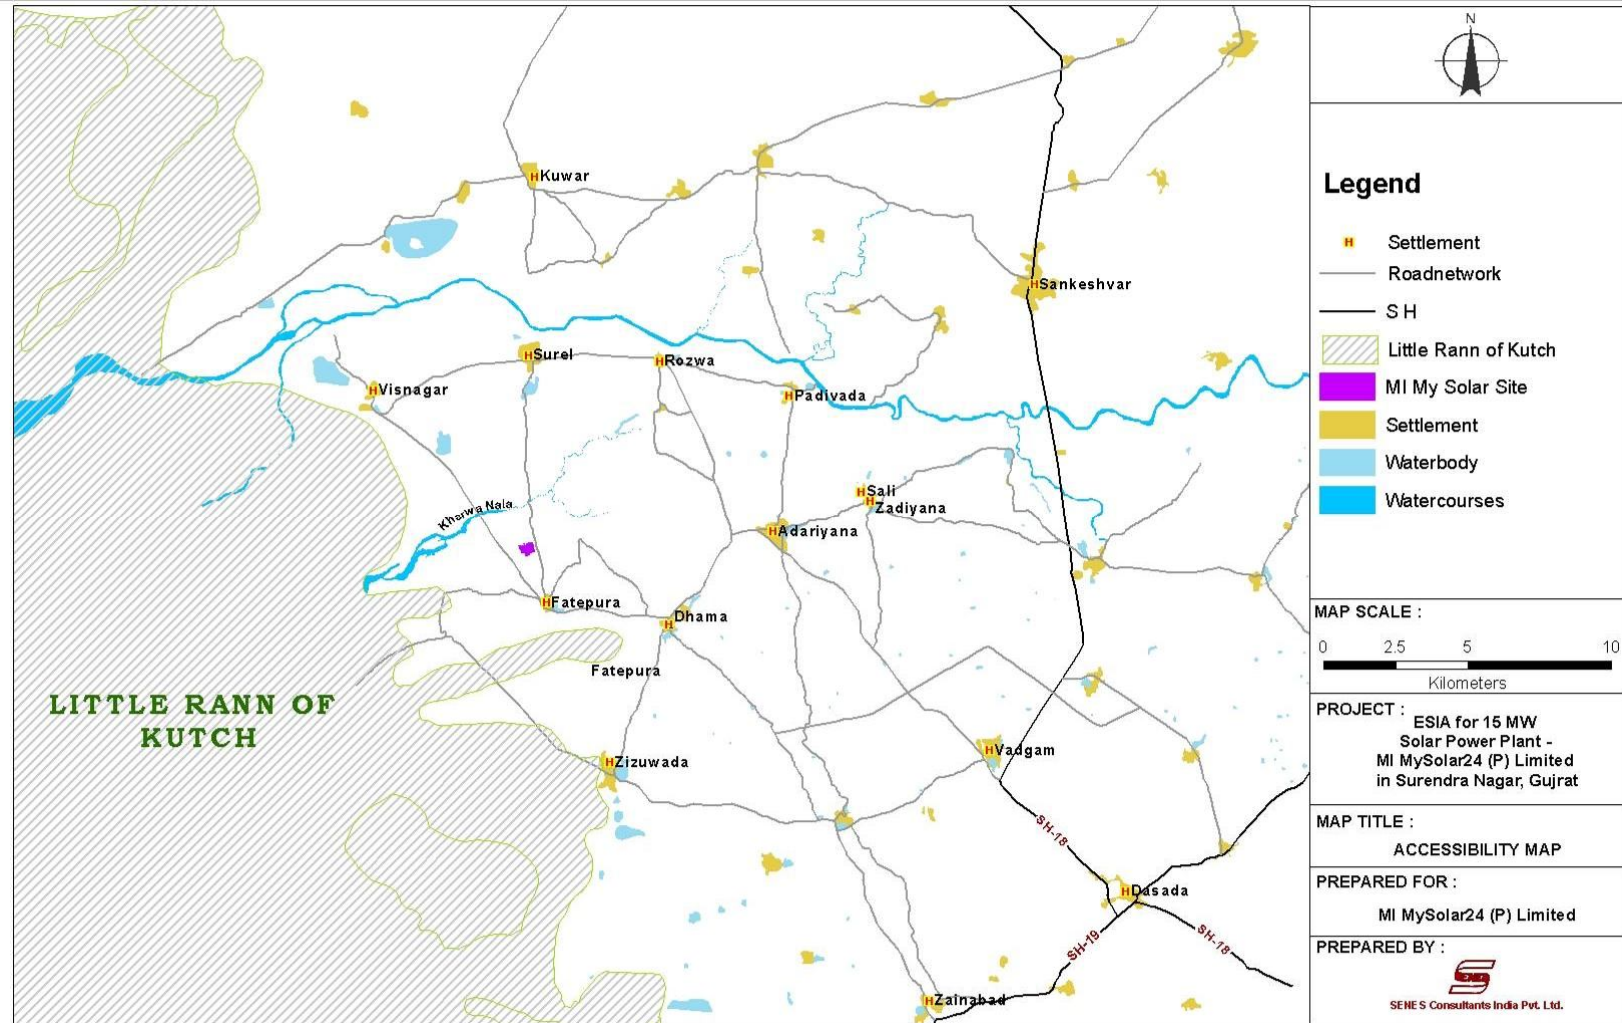 Kuwar
Sankeshvar
Surel
Rozwa
Visnagar
Padivada
Sali
Zadiyana
Kherwa Nala
Adariyana
Fatepura
Dhama
Fatepura
LITTLE RANN OF
KUTCH
Zizuwada
Vadgam
SH-18
Dasada
SH-19
SH-18
Zainabad
N
Legend
H Settlement
Roadnetwork
S H
Little Rann of Kutch
MI My Solar Site
Settlement
Waterbody
Watercourses
MAP SCALE :
0 2.5 5 10
Kilometers
PROJECT :
ESIA for 15 MW
Solar Power Plant -
MI MySolar24 (P) Limited
in Surendra Nagar, Gujrat
MAP TITLE :
ACCESSIBILITY MAP
PREPARED FOR :
MI MySolar24 (P) Limited
PREPARED BY :
SENES
SENES Consultants India Pvt. Ltd.